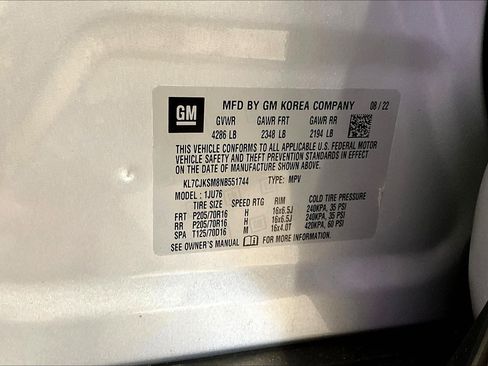 GM MFD BY GM KOREA COMPANY 08 / 22
GVWR GAWR FRT GAWR RR
4286 LB 2348 LB 2194 LB
THIS VEHICLE CONFORMS TO ALL APPLICABLE U.S. FEDERAL MOTOR
VEHICLE SAFETY AND THEFT PREVENTION STANDARDS IN EFFECT
ON THE DATE OF MANUFACTURE SHOWN ABOVE.
KL7CJKSM8NB551744 TYPE: MPV
MODEL: 1JU76
TIRE SIZE SPEED RTG RIM COLD TIRE PRESSURE
FRT P205/70R16 H 16x6.5J 240KPA, 35 PSI
RR P205/70R16 H 16x6.5J 240KPA, 35 PSI
SPA T125/70D16 M 16x4.0T 420KPA, 60 PSI
SEE OWNER'S MANUAL i FOR MORE INFORMATION.